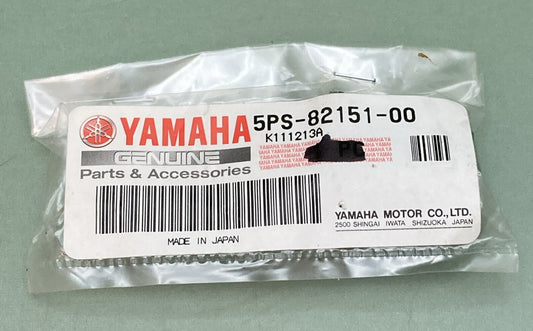 YAMAHA 5PS-82151-00
K111213A
GENUINE
PC
Parts & Accessories
YAMAHA MOTOR CO.,LTD.
2500 SHINGAI IWATA SHIZUOKA JAPAN
MADE IN JAPAN